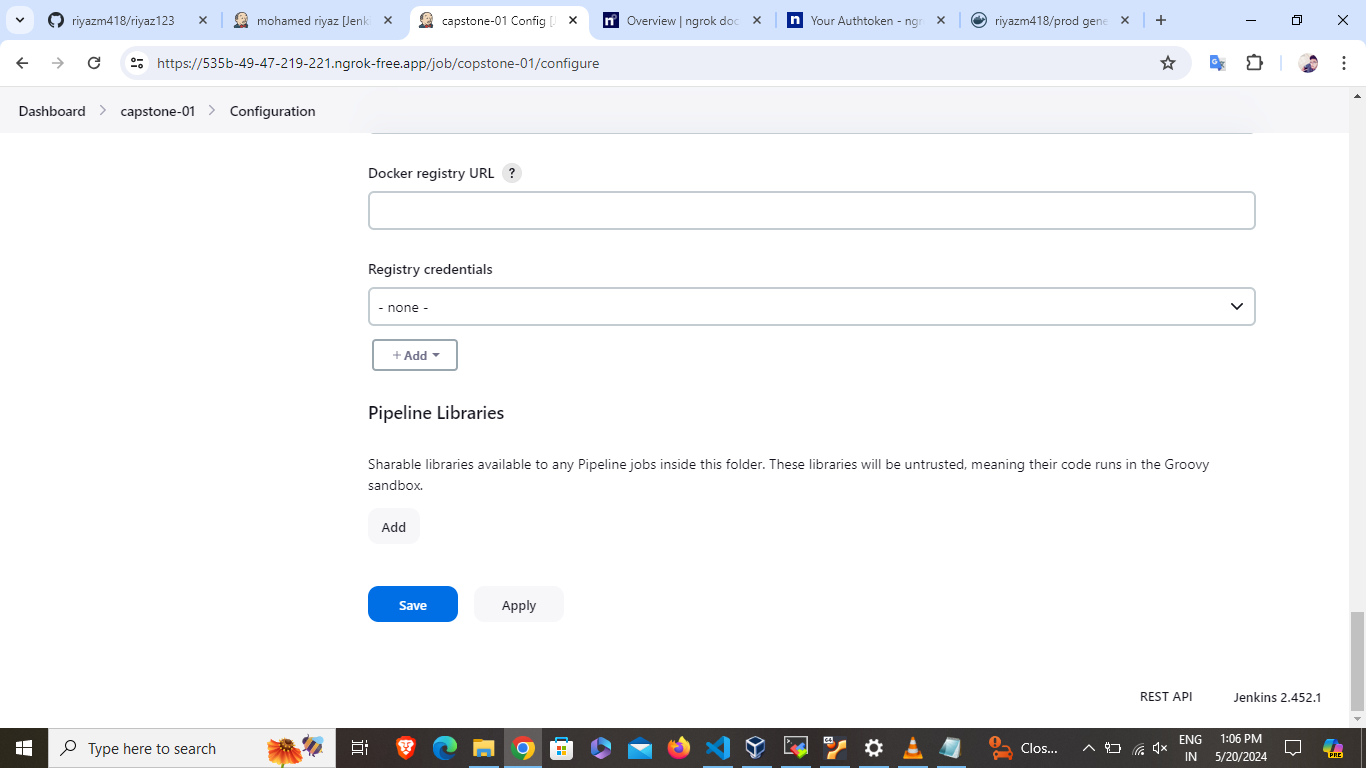 riyazm418/riyaz123
mohamed riyaz [Jenki
capstone-01 Config [J
Overview | ngrok doc
Your Authtoken - ngr
riyazm418/prod gene
https://535b-49-47-219-221.ngrok-free.app/job/copstone-01/configure
Dashboard
capstone-01
Configuration
Docker registry URL ?
Registry credentials
- none -
+ Add
Pipeline Libraries
Sharable libraries available to any Pipeline jobs inside this folder. These libraries will be untrusted, meaning their code runs in the Groovy
sandbox.
Add
Save
Apply
REST API
Jenkins 2.452.1
Type here to search
Clos...
ENG
IN
1:06 PM
5/20/2024